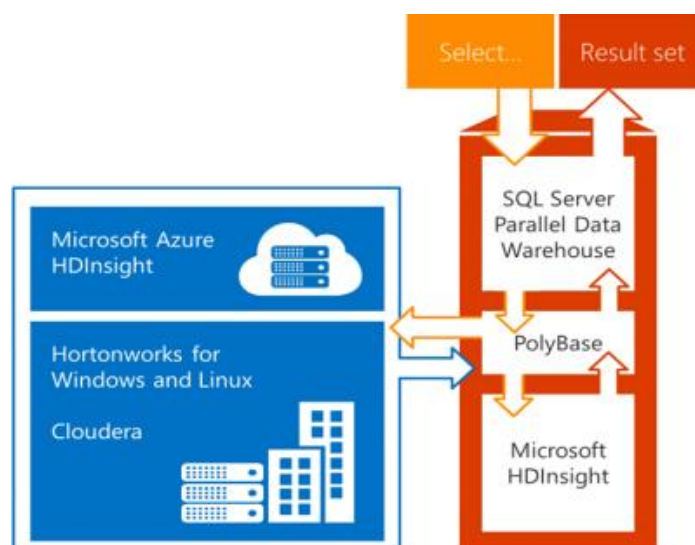 Select...
Result set
SQL Server
Parallel Data
Warehouse
Microsoft Azure
HDInsight
PolyBase
Hortonworks for
Windows and Linux
Cloudera
Microsoft
HDInsight